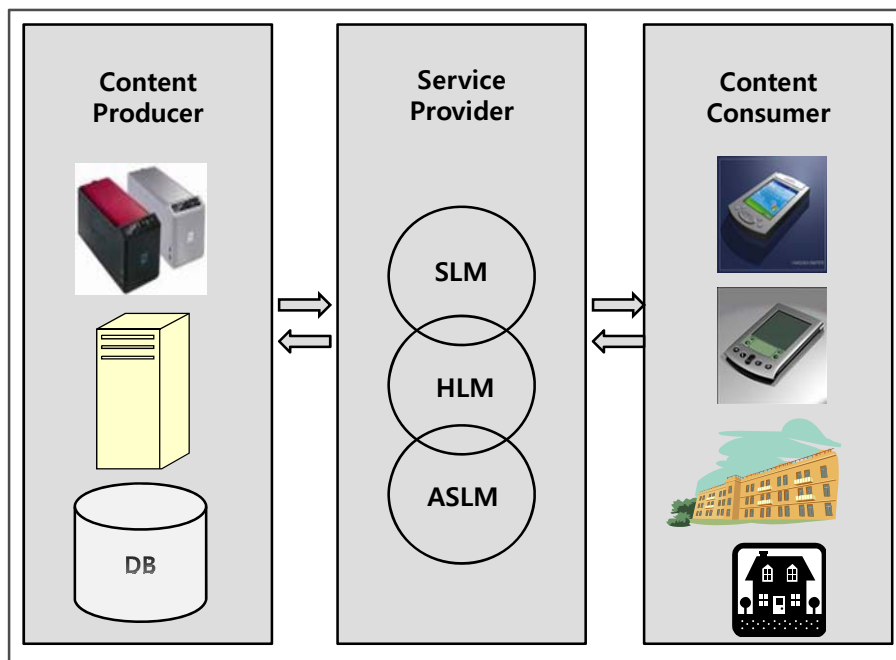 Content
Producer
Service
Provider
Content
Consumer
SLM
HLM
ASLM
DB